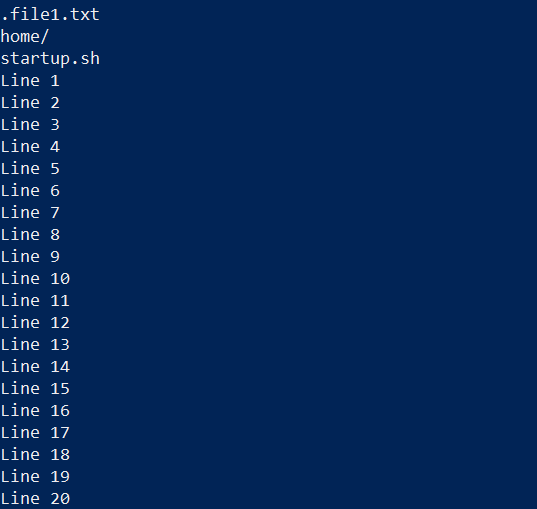 .file1.txt
home/
startup.sh
Line 1
Line 2
Line 3
Line 4
Line 5
Line 6
Line 7
Line 8
Line 9
Line 10
Line 11
Line 12
Line 13
Line 14
Line 15
Line 16
Line 17
Line 18
Line 19
Line 20